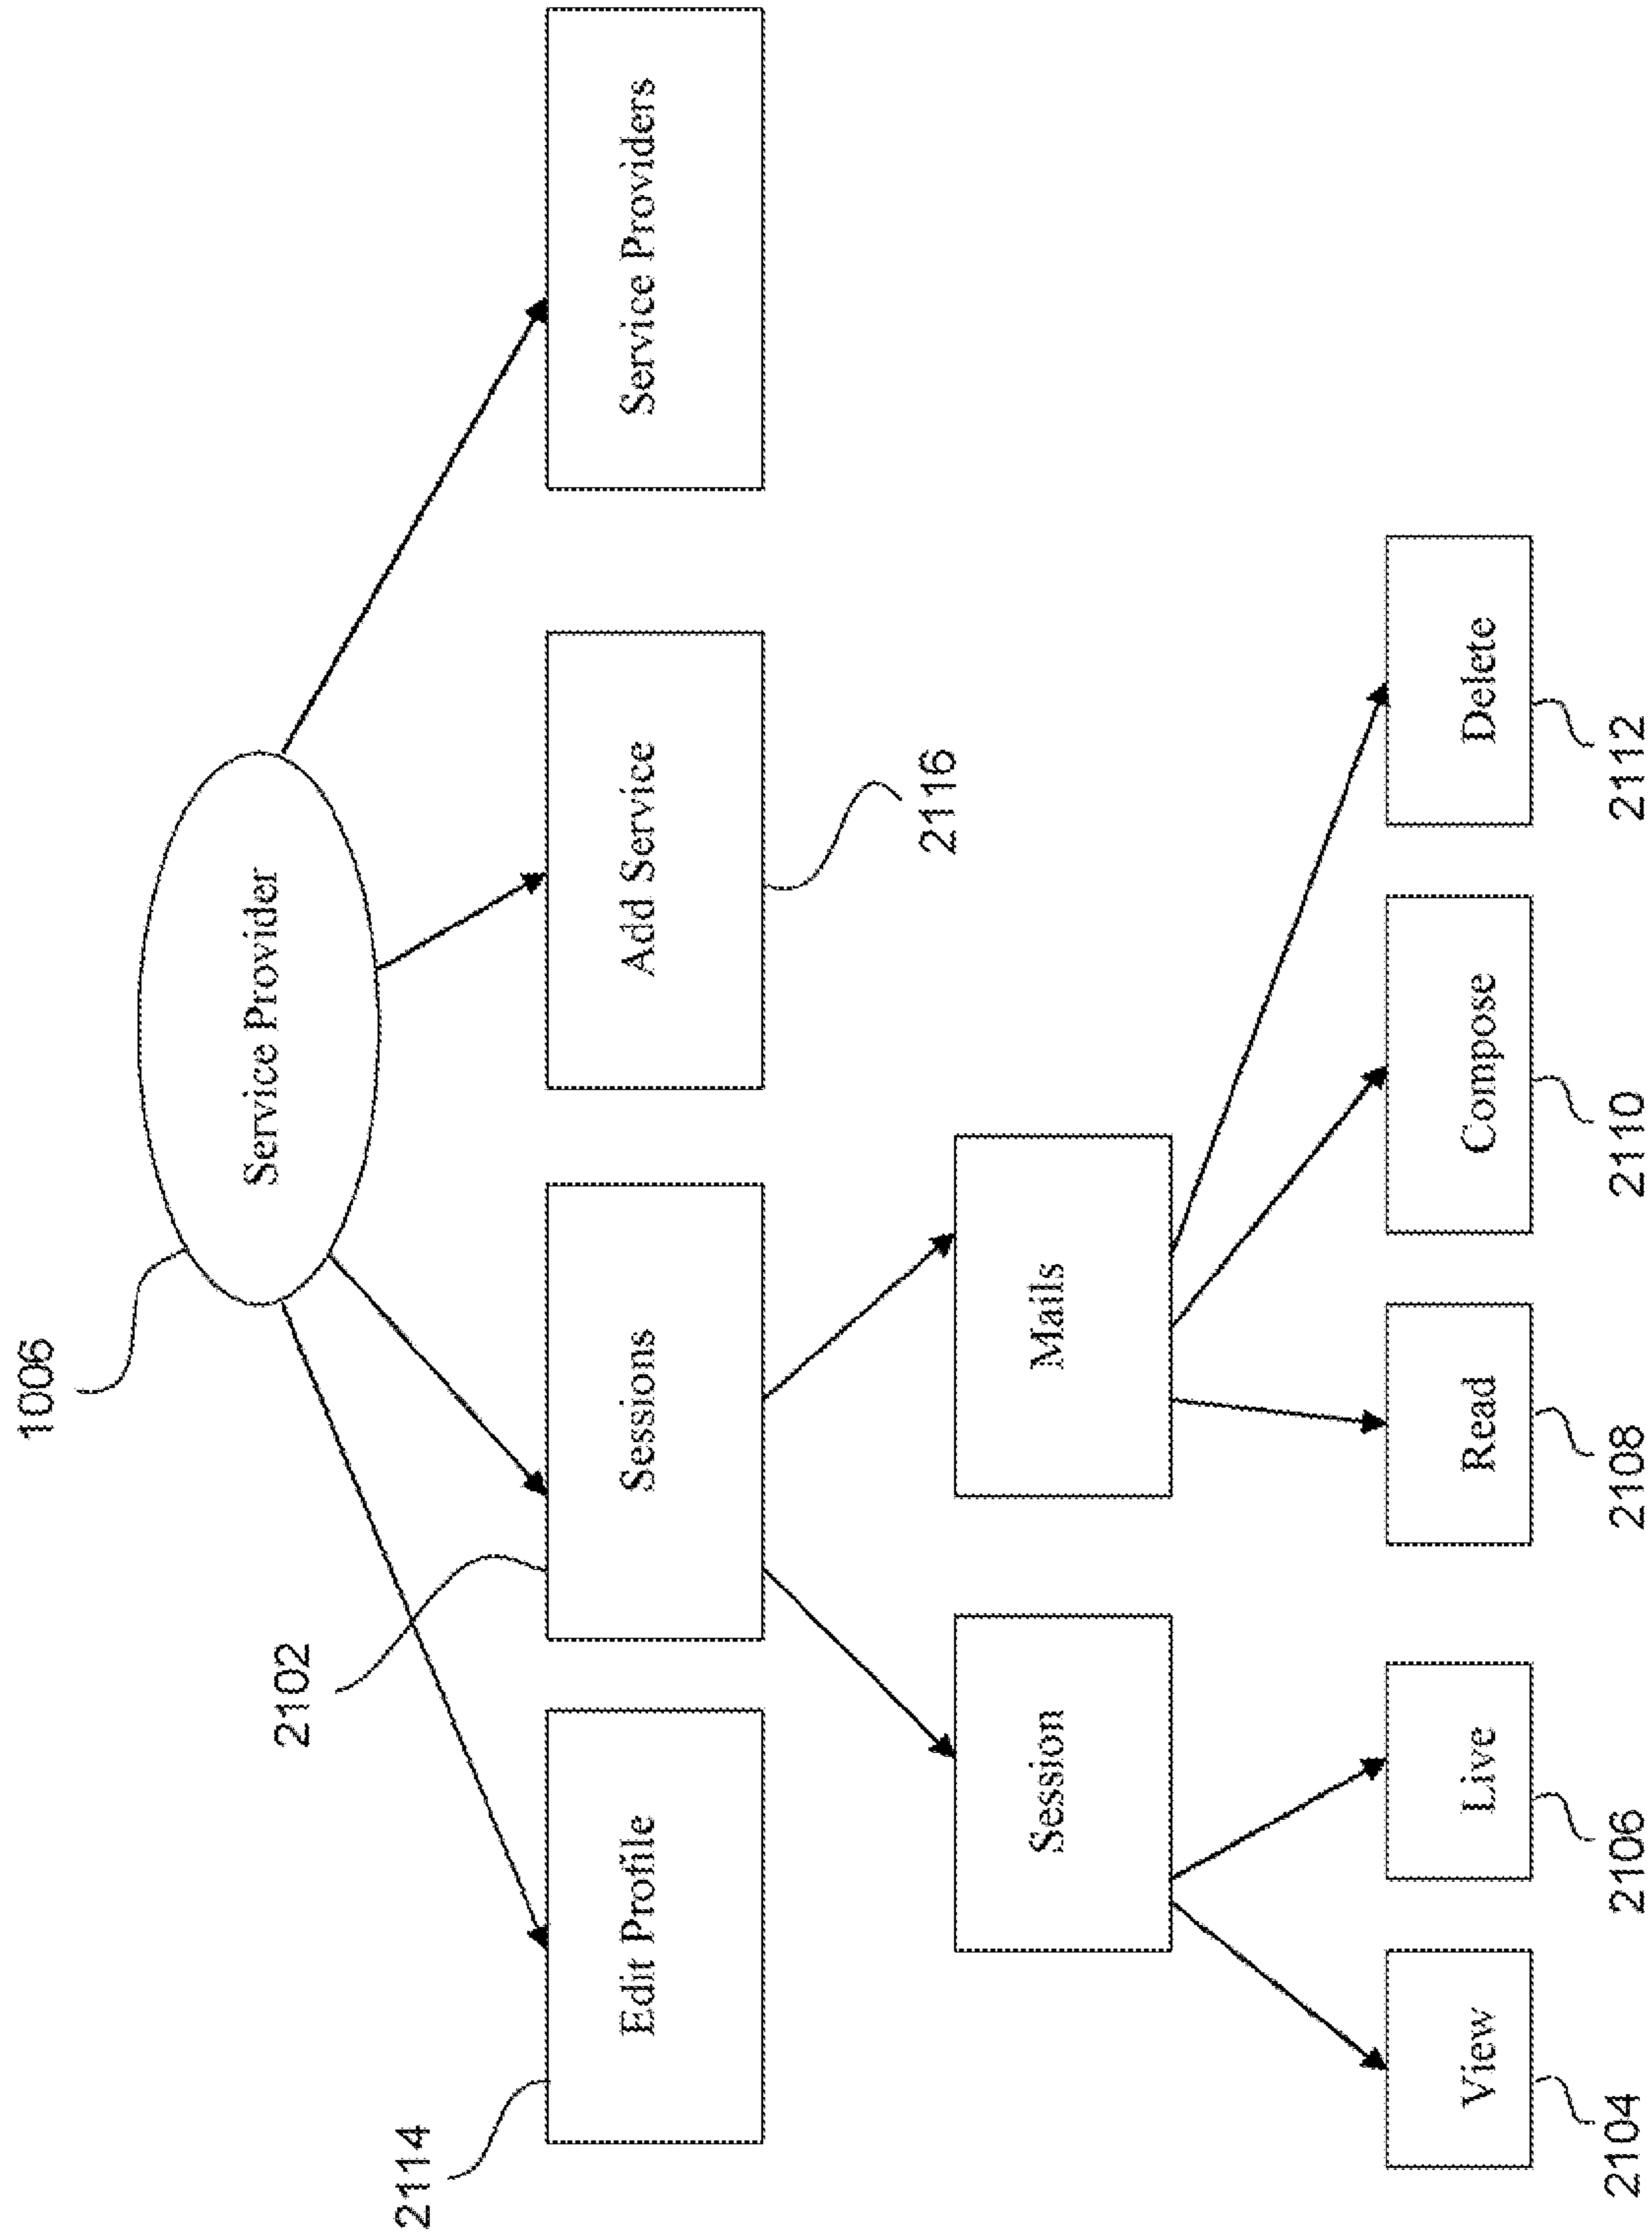 1006
Service Provider
2114
2102
Edit Profile
Sessions
Add Service
Service Providers
2116
Session
Mails
View
Live
Read
Compose
Delete
2104
2106
2108
2110
2112